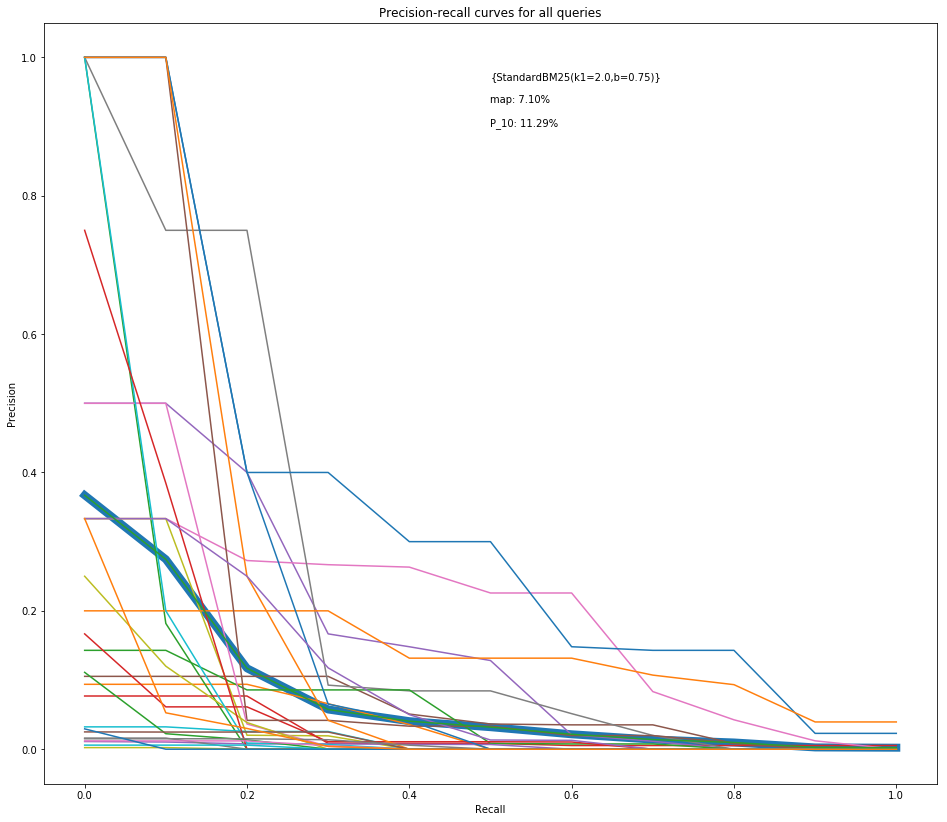 Precision-recall curves for all queries
{StandardBM25(k1=2.0,b=0.75)}
map: 7.10%
P_10: 11.29%
1.0
0.8
0.6
0.4
0.2
0.0
Precision
0.0 0.2 0.4 0.6 0.8 1.0
Recall